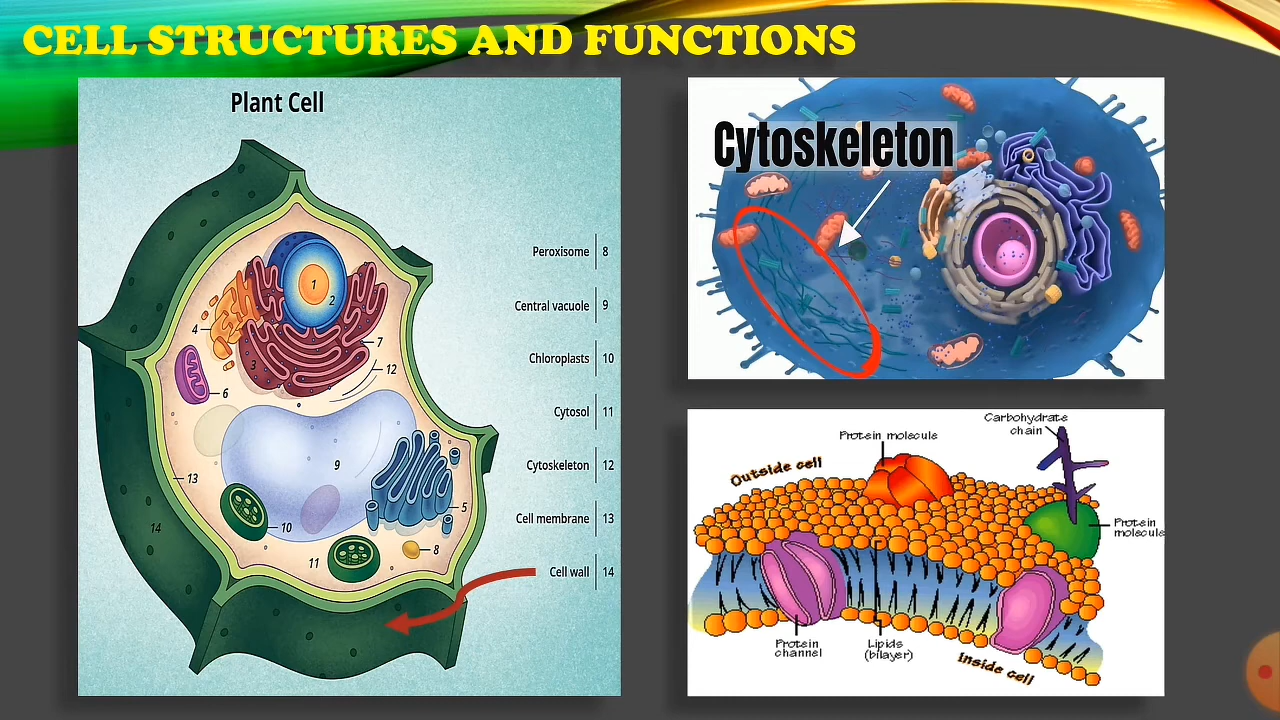 CELL STRUCTURES AND FUNCTIONS
Plant Cell
Peroxisome 8
Central vacuole 9
Chloroplasts 10
Cytosol 11
Cytoskeleton 12
Cell membrane 13
Cell wall 14
1
2
3
4
7
12
6
9
13
5
10
14
11
8
Cytoskeleton
Carbohydrate
chain
Protein molecule
Outside cell
Protein
molecule
Protein
channel
Lipids
(bilayer)
Inside cell